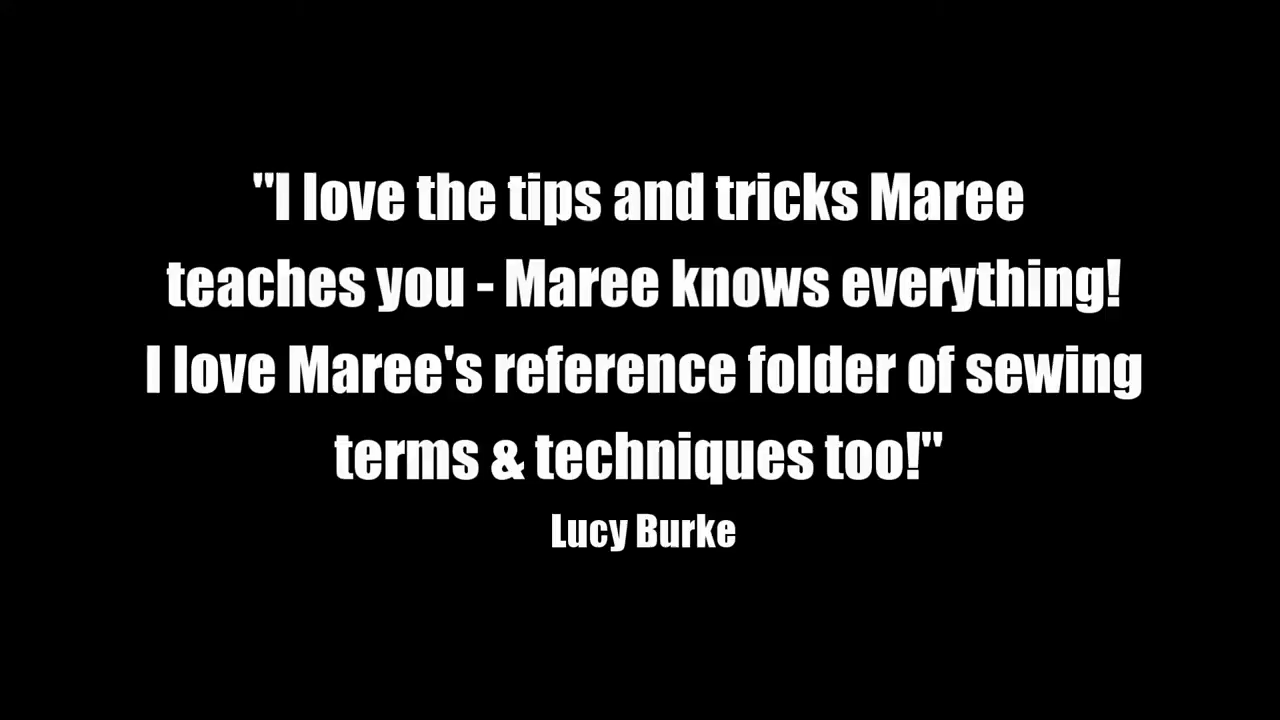 "I love the tips and tricks Maree
teaches you - Maree knows everything!
I love Maree's reference folder of sewing
terms & techniques too!"
Lucy Burke